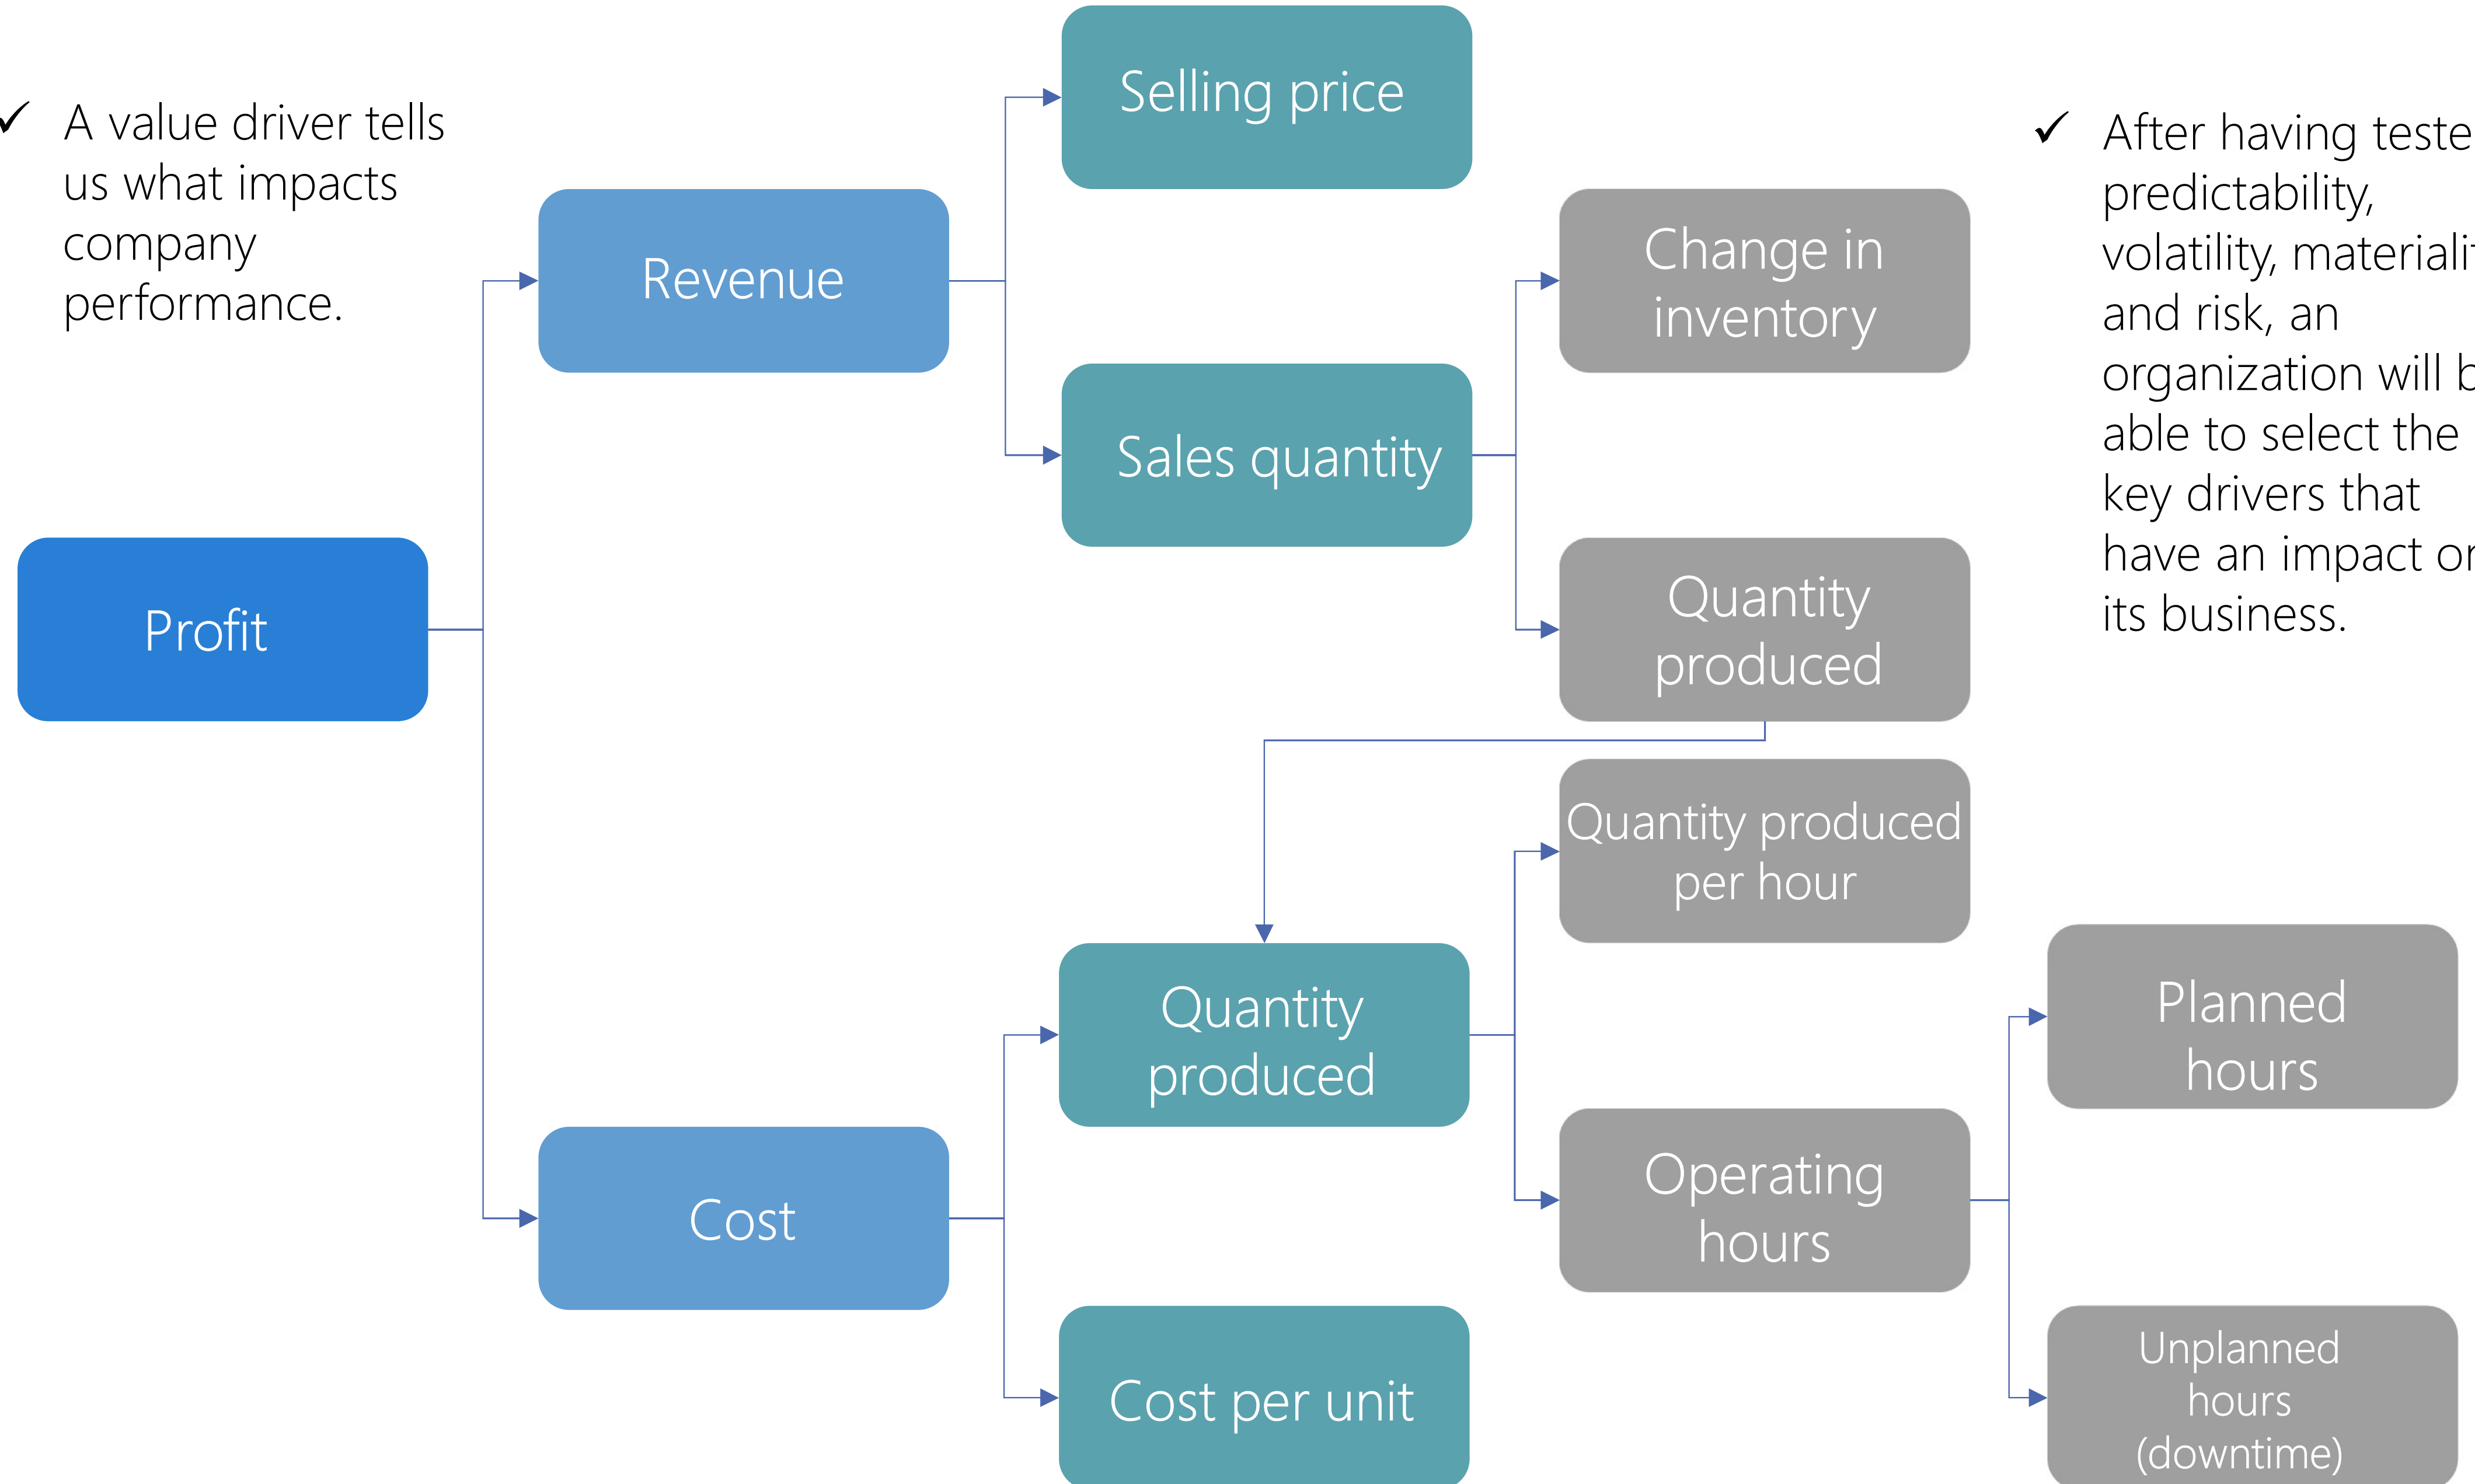 A value driver tells
us what impacts
company
performance.
Profit
Revenue
Cost
Selling price
Sales quantity
Quantity
produced
Cost per unit
Change in
inventory
Quantity
produced
Quantity produced
per hour
Operating
hours
Planned
hours
Unplanned
hours
(downtime)
After having teste
predictability,
volatility, materialit
and risk, an
organization will b
able to select the
key drivers that
have an impact on
its business.